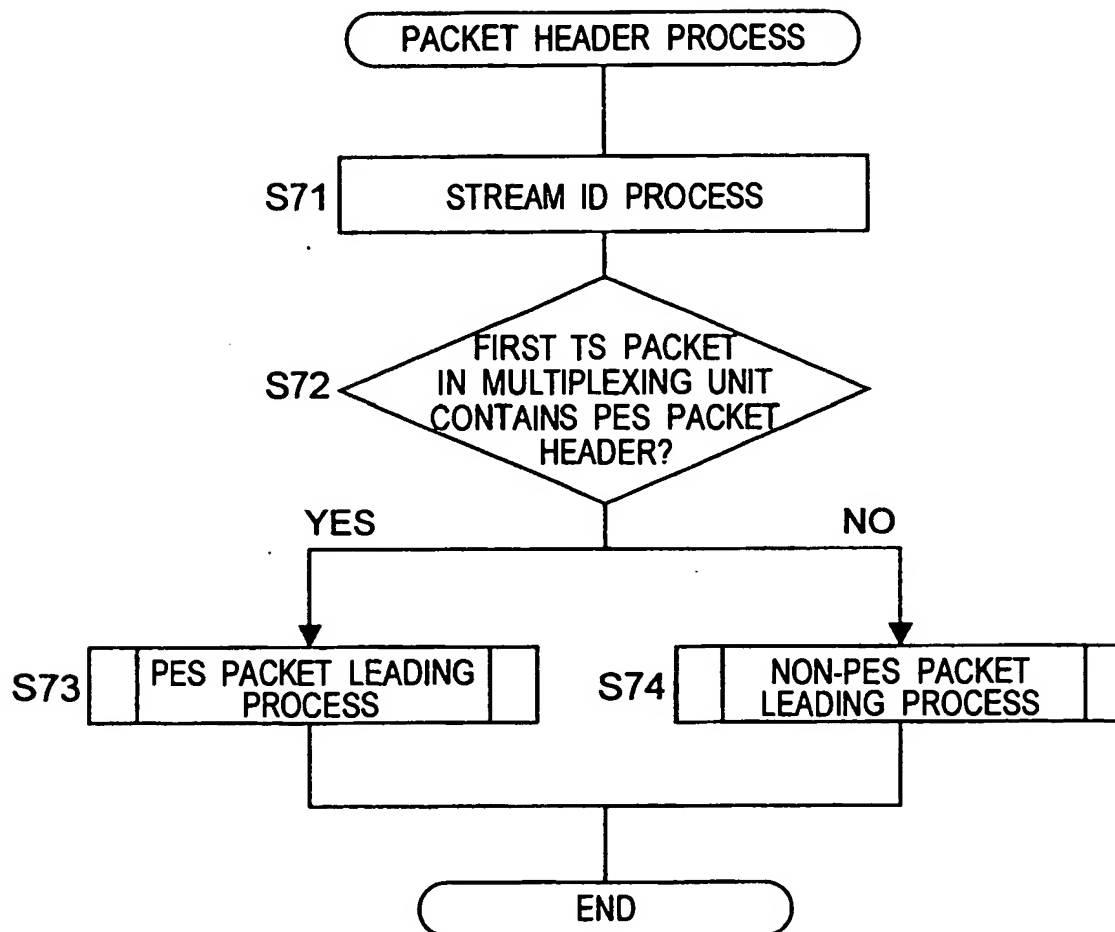 PACKET HEADER PROCESS
S71
STREAM ID PROCESS
S72
FIRST TS PACKET
IN MULTIPLEXING UNIT
CONTAINS PES PACKET
HEADER?
YES
NO
S73
PES PACKET LEADING
PROCESS
S74
NON-PES PACKET
LEADING PROCESS
END